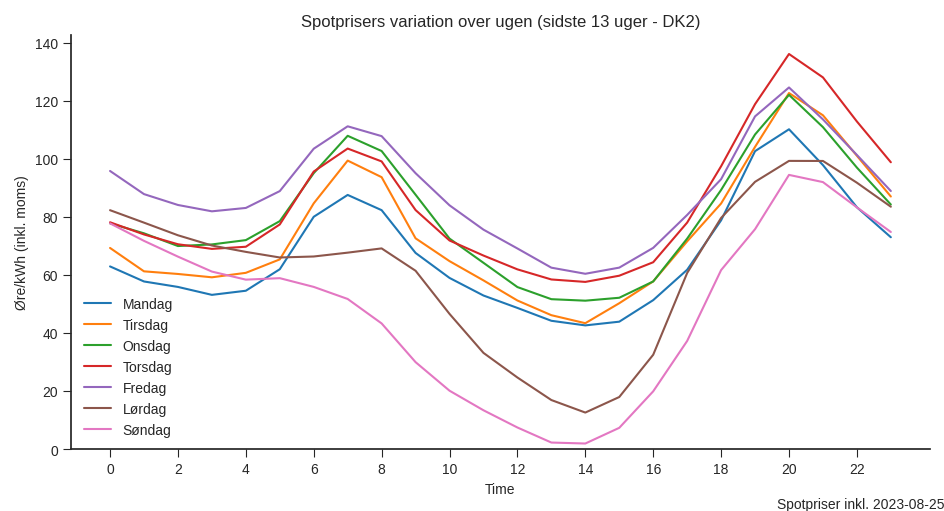 Spotprisers variation over ugen (sidste 13 uger - DK2)
Øre/kWh (inkl. moms)
140
120
100
80
60
40
20
0
Mandag
Tirsdag
Onsdag
Torsdag
Fredag
Lørdag
Søndag
0 2 4 6 8 10 12 14 16 18 20 22
Time
Spotpriser inkl. 2023-08-25